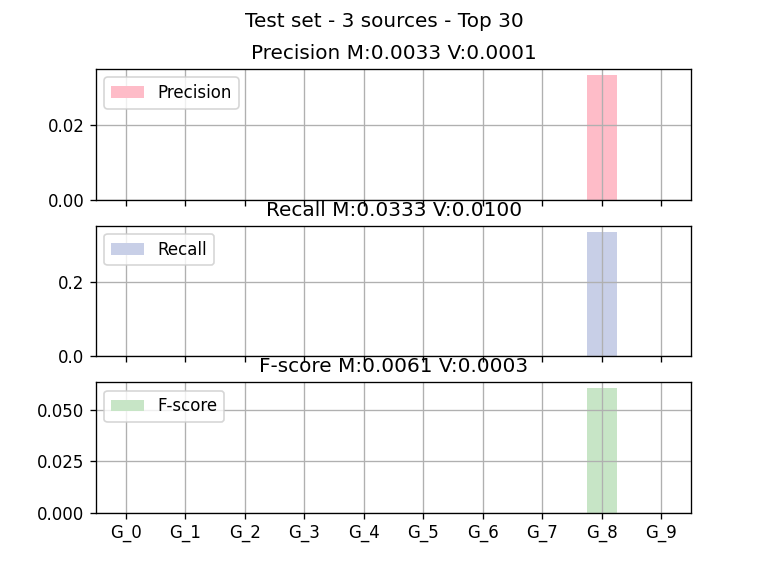 Test set - 3 sources - Top 30
Precision M:0.0033 V:0.0001
Precision
0.02
0.00
Recall M:0.0333 V:0.0100
Recall
0.2
0.0
F-score M:0.0061 V:0.0003
F-score
0.050
0.025
0.000
G_0 G_1 G_2 G_3 G_4 G_5 G_6 G_7 G_8 G_9